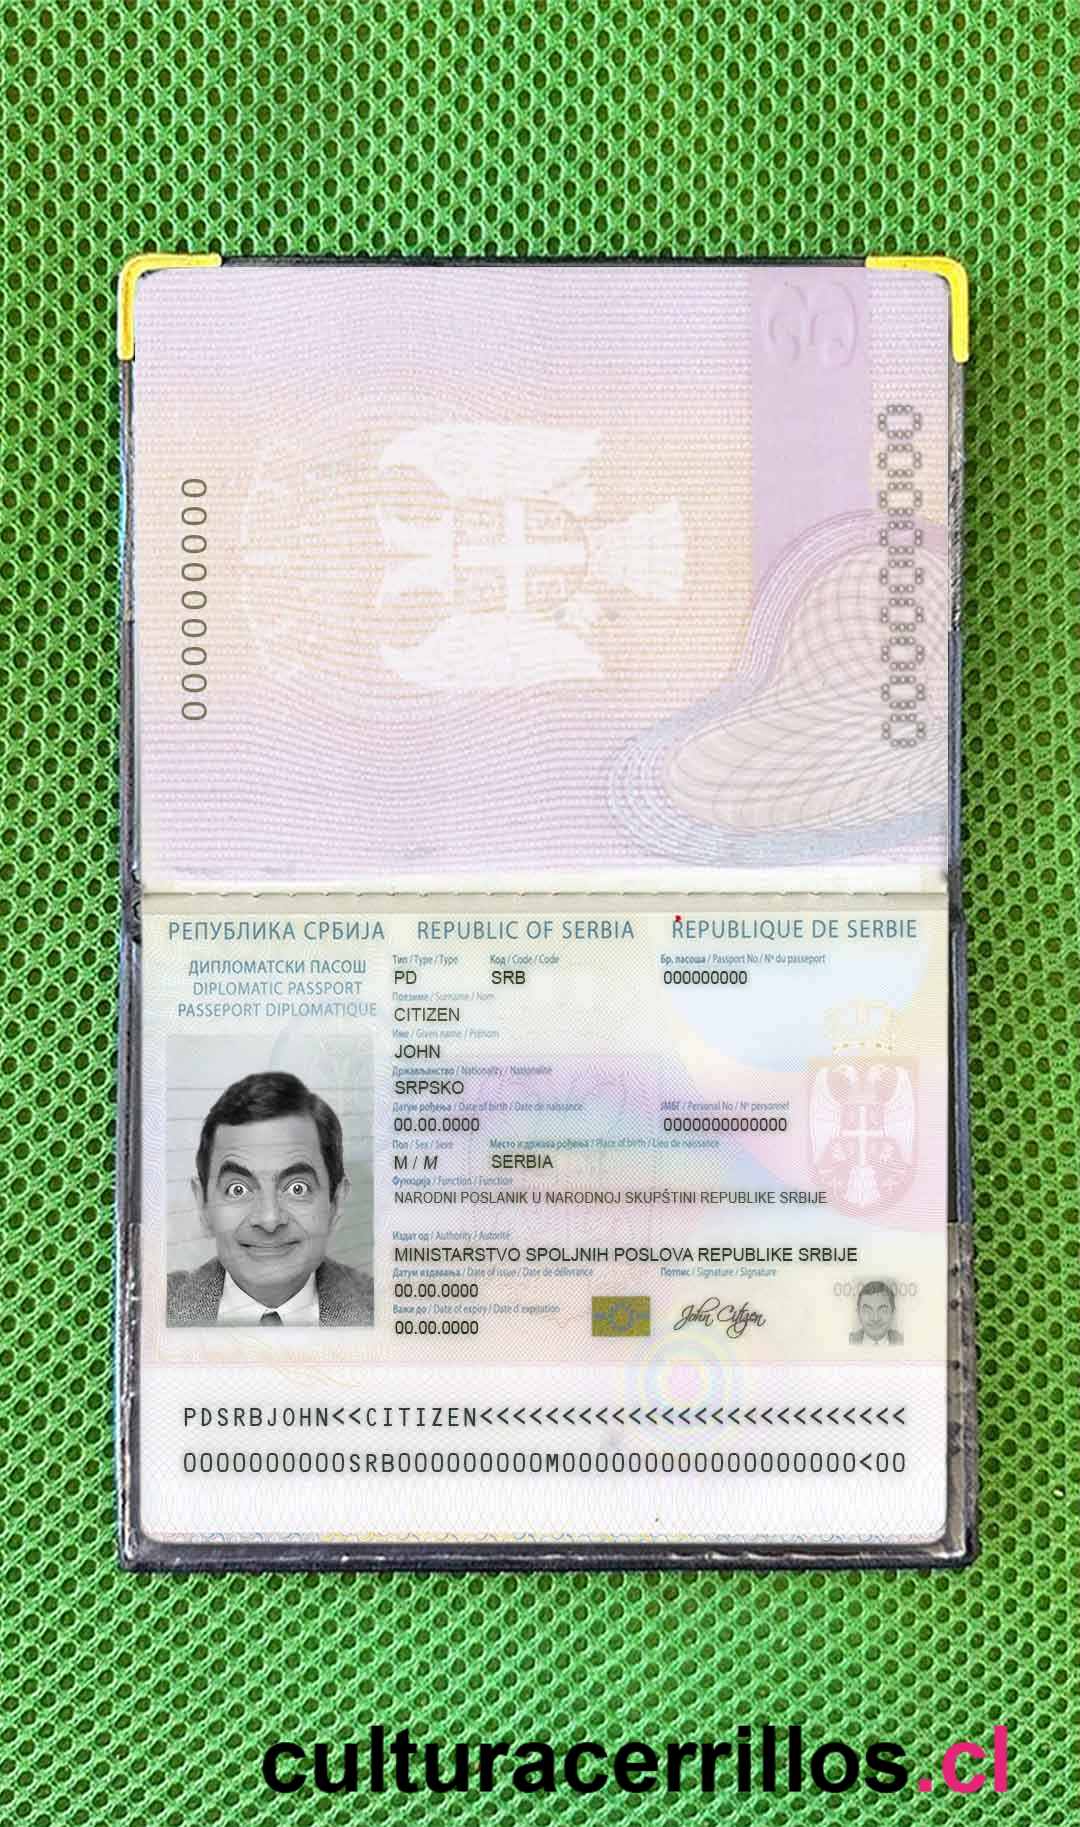 000000000
000000000
РЕПУБЛИКА СРБИЈА REPUBLIC OF SERBIA REPUBLIQUE DE SERBIE
ДИПЛОМАТСКИ ПАСОШ
DIPLOMATIC PASSPORT
PASSEPORT DIPLOMATIQUE
Тип / Type / Type Код / Code / Code Бр. пасоша / Passport No / Nº du passeport
PD SRB 000000000
Презиме / Surname / Nom
CITIZEN
Име / Given name / Prénom
JOHN
Држављанство / Nationality / Nationalité
SRPSKO
Датум рођења / Date of birth / Date de naissance ЈМБГ / Personal No / Nº personnel
00.00.0000 0000000000000
Пол / Sex / Sexe Место и држава рођења / Place of birth / Lieu de naissance
M / M SERBIA
Функција / Function / Function
NARODNI POSLANIK U NARODNOJ SKUPŠTINI REPUBLIKE SRBIJE
Издат од / Authority / Autorité
MINISTARSTVO SPOLJNIH POSLOVA REPUBLIKE SRBIJE
Датум издавања / Date of issue / Date de délivrance Потпис / Signature / Signature
00.00.0000
Важи до / Date of expiry / Date d'expiration
00.00.0000
John Citizen
PDSRBJOHN<<CITIZEN<<<<<<<<<<<<<<<<<<<<<<<<<<
0000000000SRB000000000M000000000000000000<00
culturacerrillos.cl